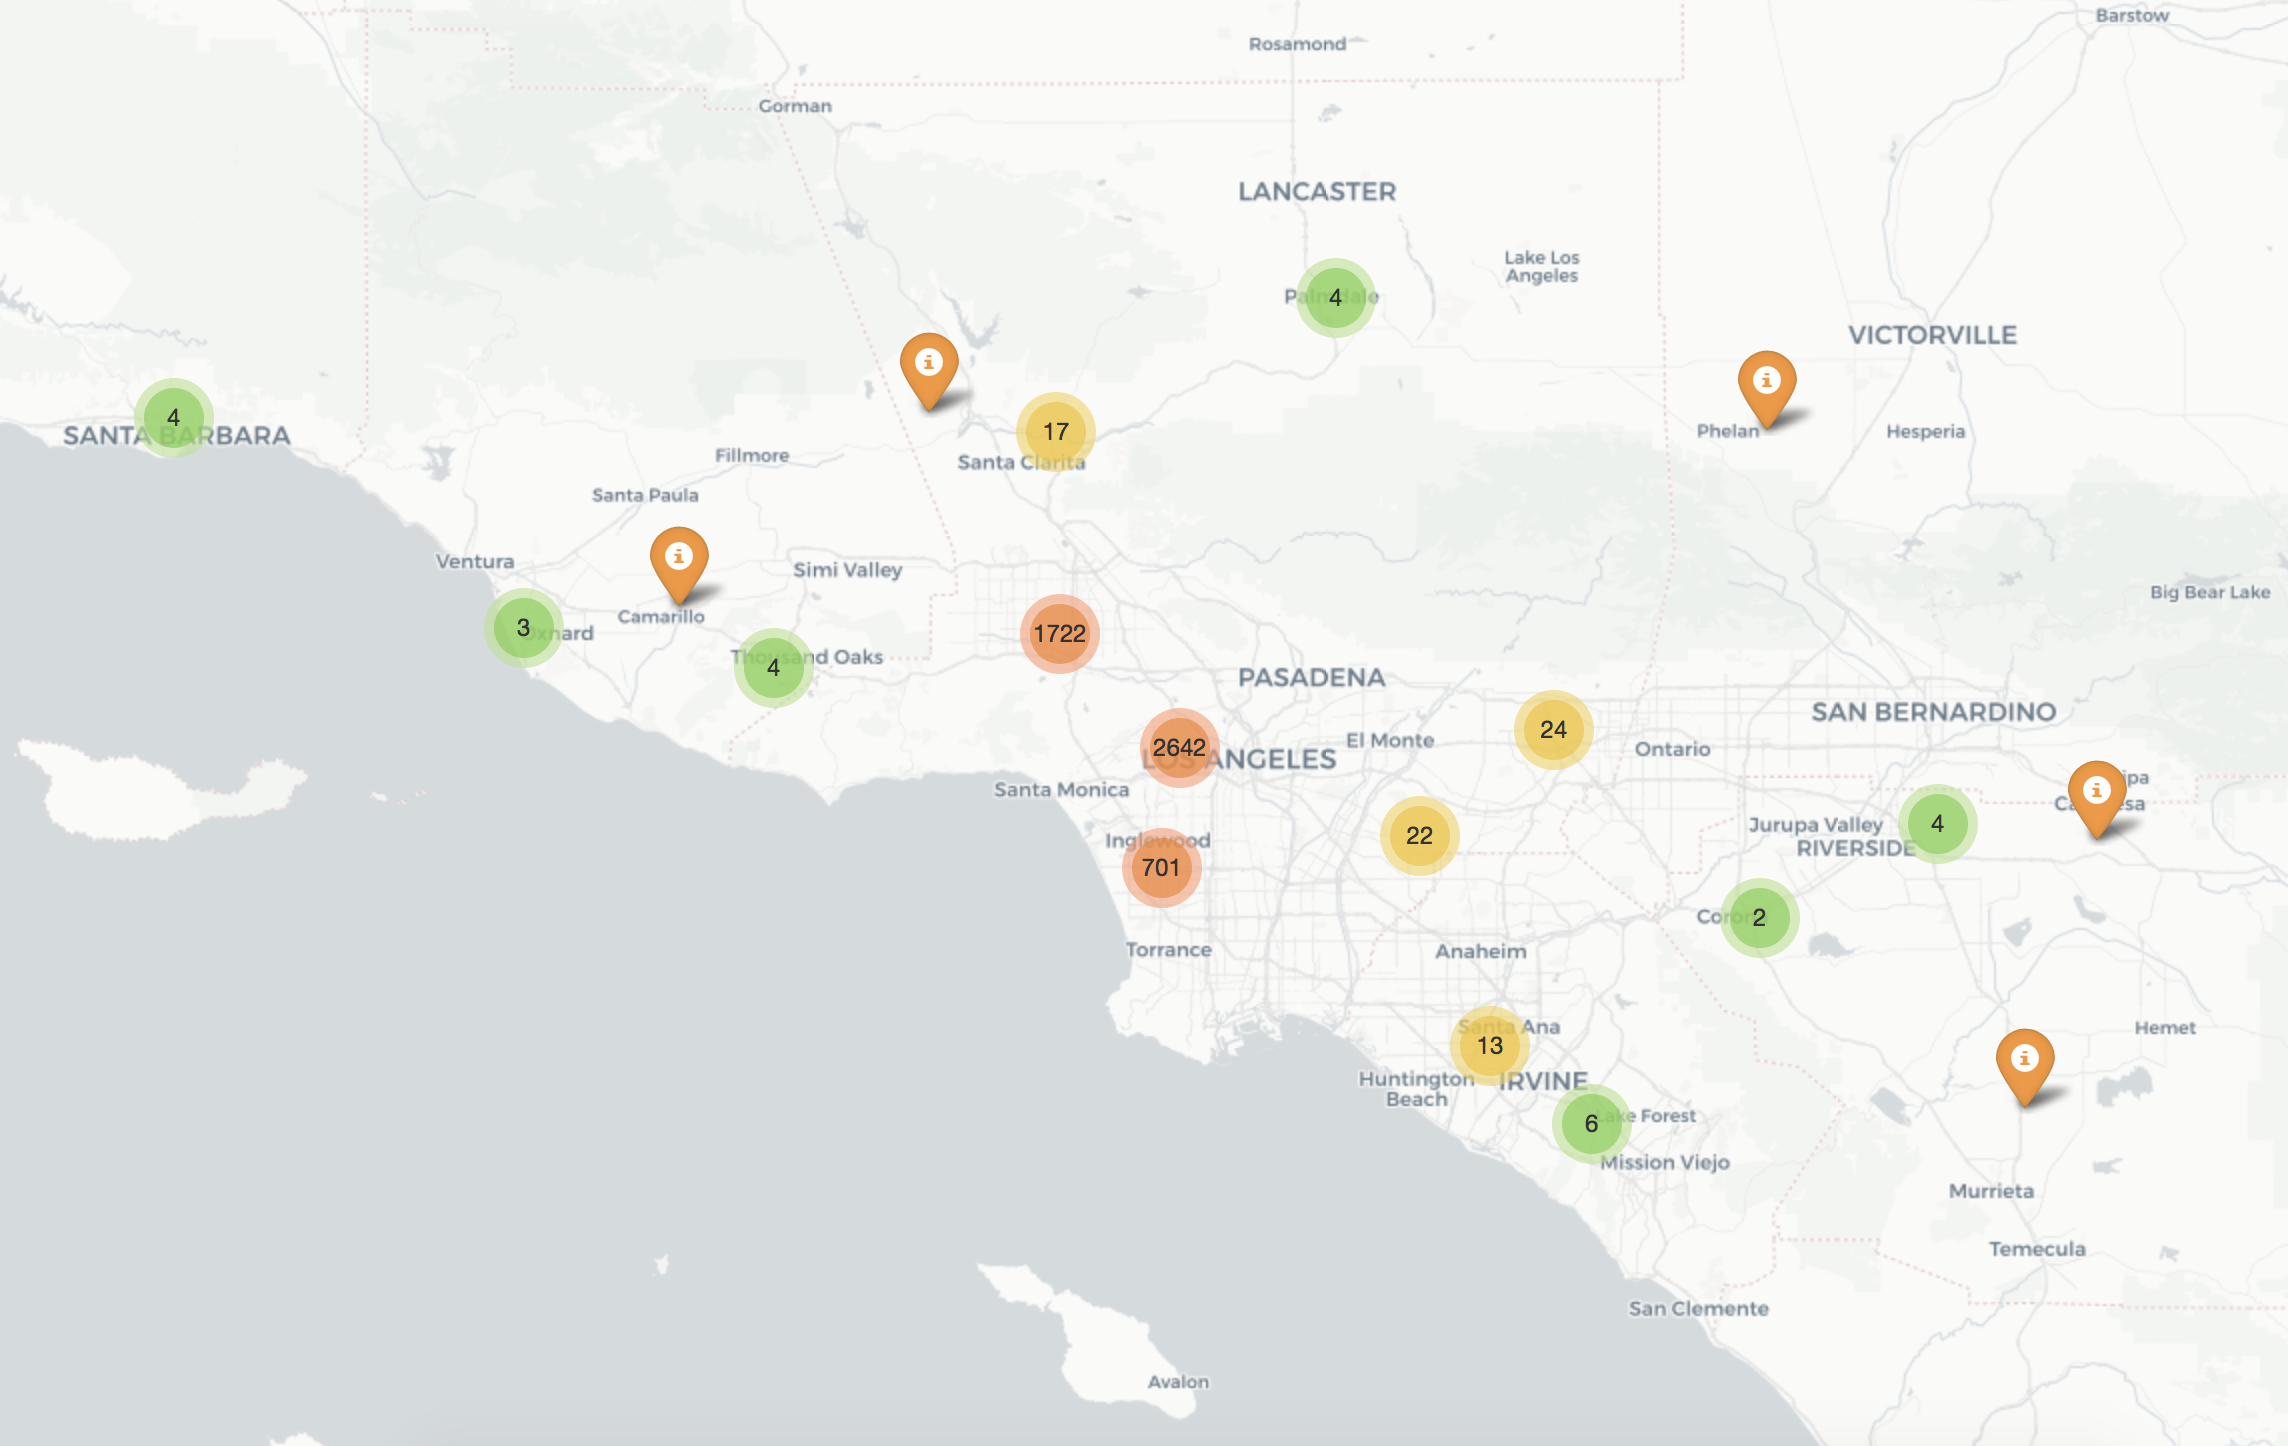 Barstow
Rosamond
Gorman
LANCASTER
Lake Los
Angeles
4
Palmdale
VICTORVILLE
4
SANTA BARBARA
17
Phelan
Hesperia
Fillmore
Santa Clarita
Santa Paula
Ventura
Simi Valley
Big Bear Lake
Camarillo
3
Oxnard
1722
4
Thousand Oaks
PASADENA
SAN BERNARDINO
24
El Monte
Ontario
2642
LOS ANGELES
Santa Monica
ipa
4
Jurupa Valley
RIVERSIDE
22
Inglewood
701
2
Corona
Torrance
Anaheim
Santa Ana
Hemet
13
Huntington
Beach
IRVINE
6
Lake Forest
Mission Viejo
Murrieta
Temecula
San Clemente
Avalon